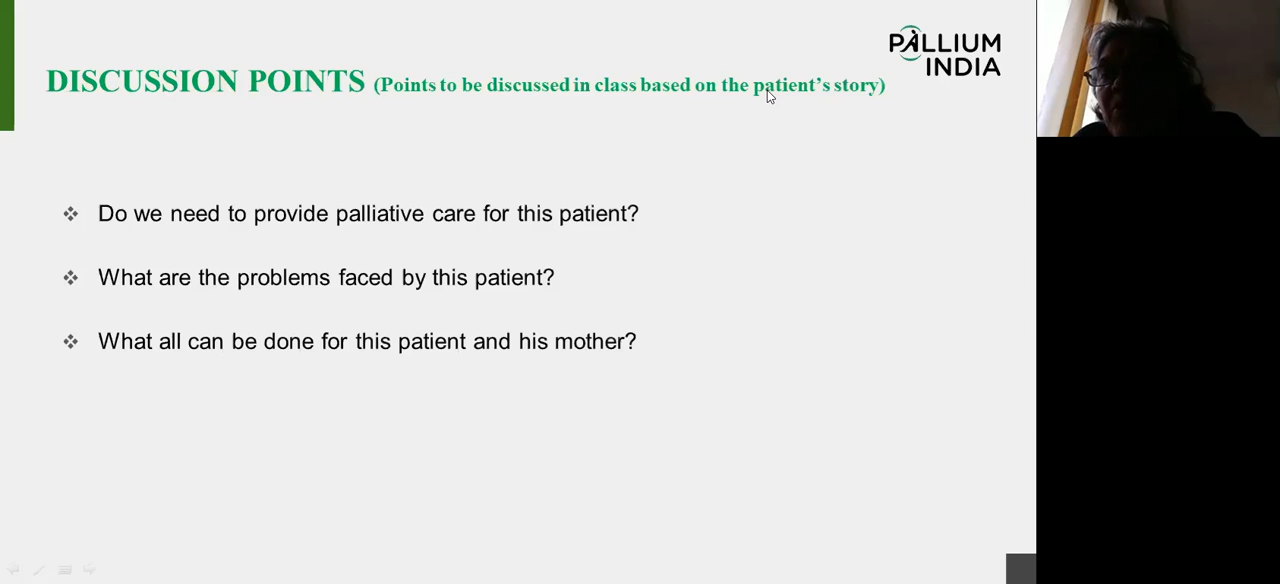 PALLIUM
INDIA
DISCUSSION POINTS (Points to be discussed in class based on the patient’s story)
Do we need to provide palliative care for this patient?
What are the problems faced by this patient?
What all can be done for this patient and his mother?